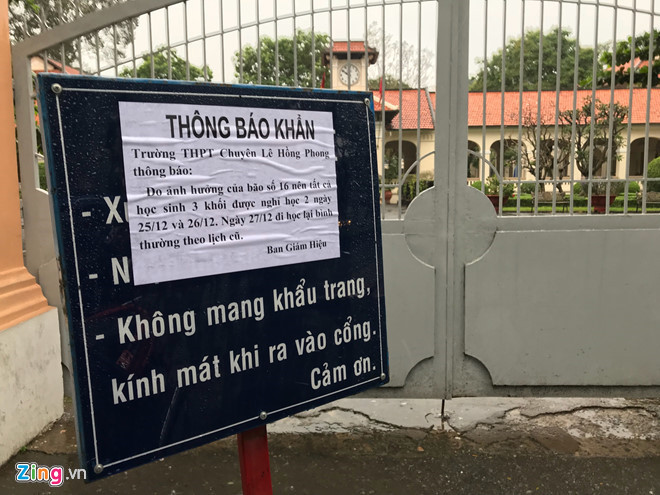 THÔNG BÁO KHẨN
Trường THPT Chuyên Lê Hồng Phong
thông báo:
Do ảnh hưởng của bão số 16 nên tất cả
học sinh 3 khối được nghỉ học 2 ngày
25/12 và 26/12. Ngày 27/12 đi học lại bình
thường theo lịch cũ.
Ban Giám Hiệu
- Không mang khẩu trang,
kính mát khi ra vào cổng.
Cảm ơn.
Zing.vn